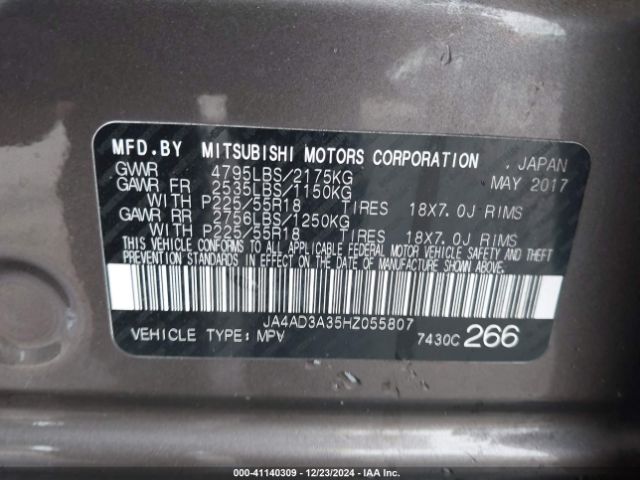 MFD.BY MITSUBISHI MOTORS CORPORATION . JAPAN
GVWR 4795LBS/2175KG MAY 2017
GAWR FR 2535LBS/1150KG
WITH P225/55R18 TIRES 18X7.0J RIMS
GAWR RR 2756LBS/1250KG
WITH P225/55R18 TIRES 18X7.0J RIMS
THIS VEHICLE CONFORMS TO ALL APPLICABLE FEDERAL MOTOR VEHICLE SAFETY AND THEFT
PREVENTION STANDARDS IN EFFECT ON THE DATE OF MANUFACTURE SHOWN ABOVE.
JA4AD3A35HZ055807
VEHICLE TYPE: MPV 7430C 266
000-41140309 - 12/23/2024 - IAA Inc.